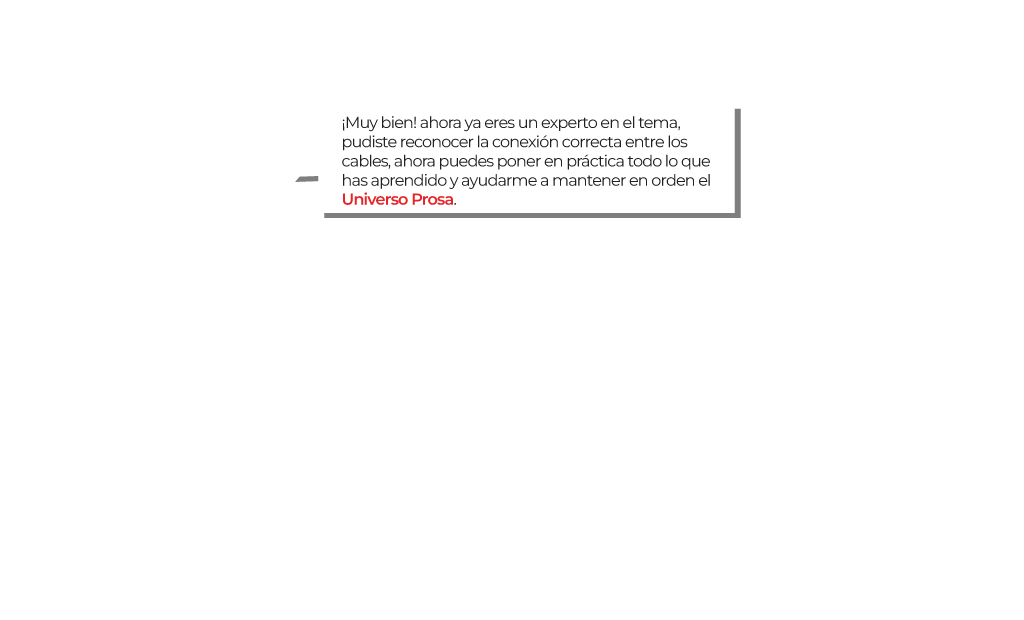 ¡Muy bien! ahora ya eres un experto en el tema,
pudiste reconocer la conexión correcta entre los
cables, ahora puedes poner en práctica todo lo que
has aprendido y ayudarme a mantener en orden el
Universo Prosa.